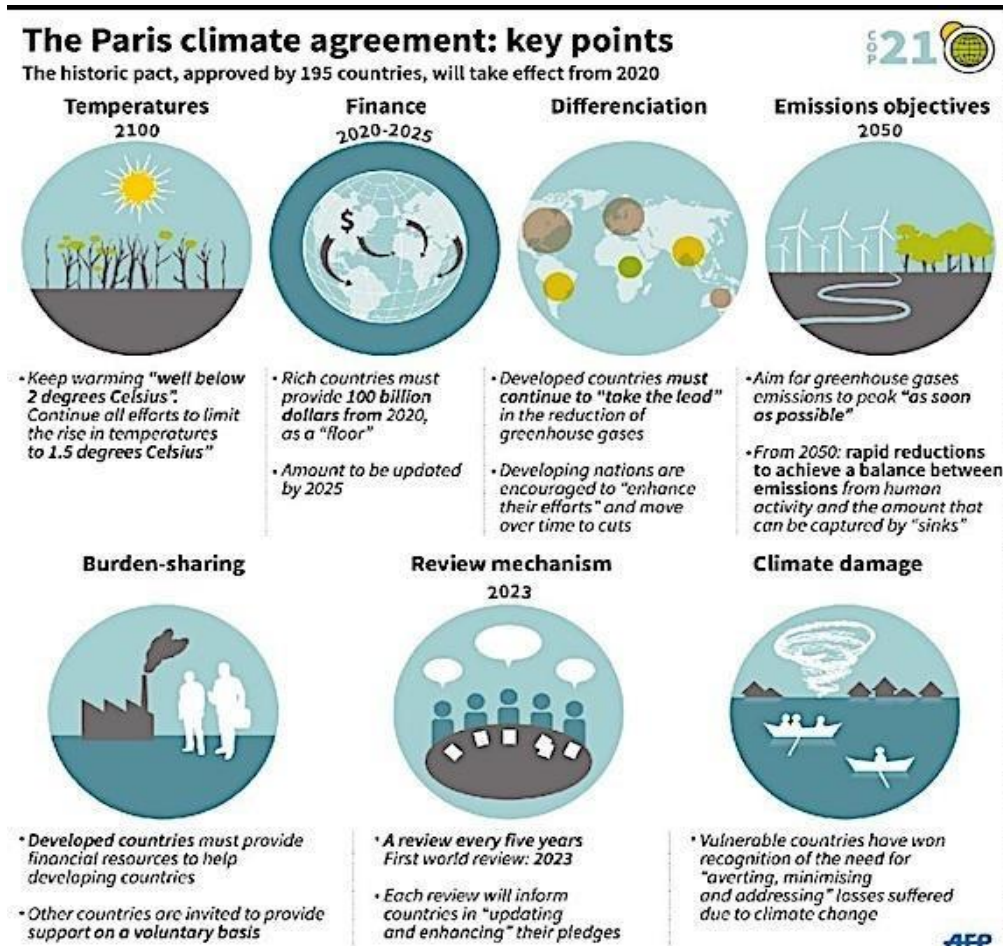 The Paris climate agreement: key points
COP 21
The historic pact, approved by 195 countries, will take effect from 2020
Temperatures
2100
• Keep warming "well below
2 degrees Celsius".
Continue all efforts to limit
the rise in temperatures
to 1.5 degrees Celsius"
Finance
2020-2025
$
• Rich countries must
provide 100 billion
dollars from 2020,
as a "floor"
• Amount to be updated
by 2025
Differenciation
• Developed countries must
continue to "take the lead"
in the reduction of
greenhouse gases
• Developing nations are
encouraged to "enhance
their efforts" and move
over time to cuts
Emissions objectives
2050
• Aim for greenhouse gases
emissions to peak "as soon
as possible"
• From 2050: rapid reductions
to achieve a balance between
emissions from human
activity and the amount that
can be captured by "sinks"
Burden-sharing
• Developed countries must provide
financial resources to help
developing countries
• Other countries are invited to provide
support on a voluntary basis
Review mechanism
2023
• A review every five years
First world review: 2023
• Each review will inform
countries in "updating
and enhancing" their pledges
Climate damage
• Vulnerable countries have won
recognition of the need for
"averting, minimising
and addressing" losses suffered
due to climate change
AFP